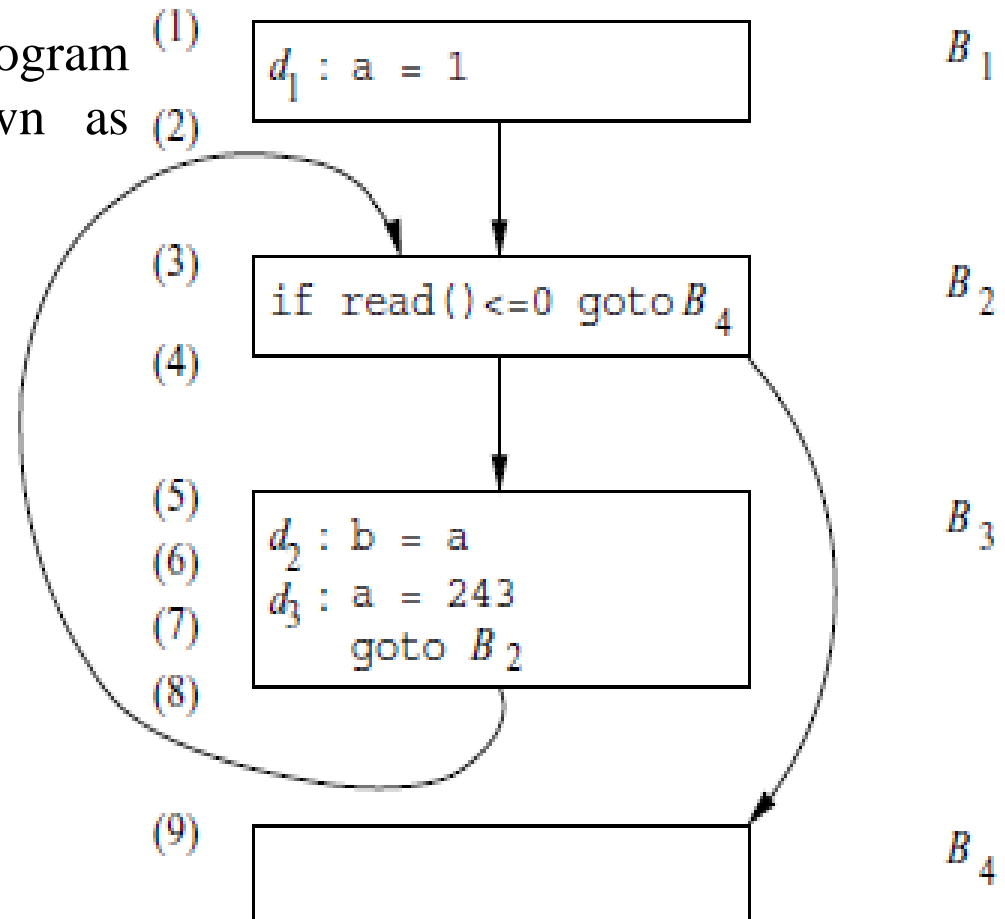 (1)
ogram
d1 : a = 1
B1
vn as
(2)
(3)
if read()<=0 goto B4
B2
(4)
(5)
d2 : b = a
B3
(6)
d3 : a = 243
(7)
goto B2
(8)
(9)
B4